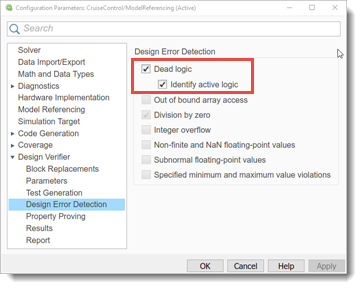 Configuration Parameters: CruiseControl/ModelReferencing (Active)
Search
Solver
Data Import/Export
Math and Data Types
Diagnostics
Hardware Implementation
Model Referencing
Simulation Target
Code Generation
Coverage
Design Verifier
Block Replacements
Parameters
Test Generation
Design Error Detection
Property Proving
Results
Report
Design Error Detection
Dead logic
Identify active logic
Out of bound array access
Division by zero
Integer overflow
Non-finite and NaN floating-point values
Subnormal floating-point values
Specified minimum and maximum value violations
OK Cancel Help Apply